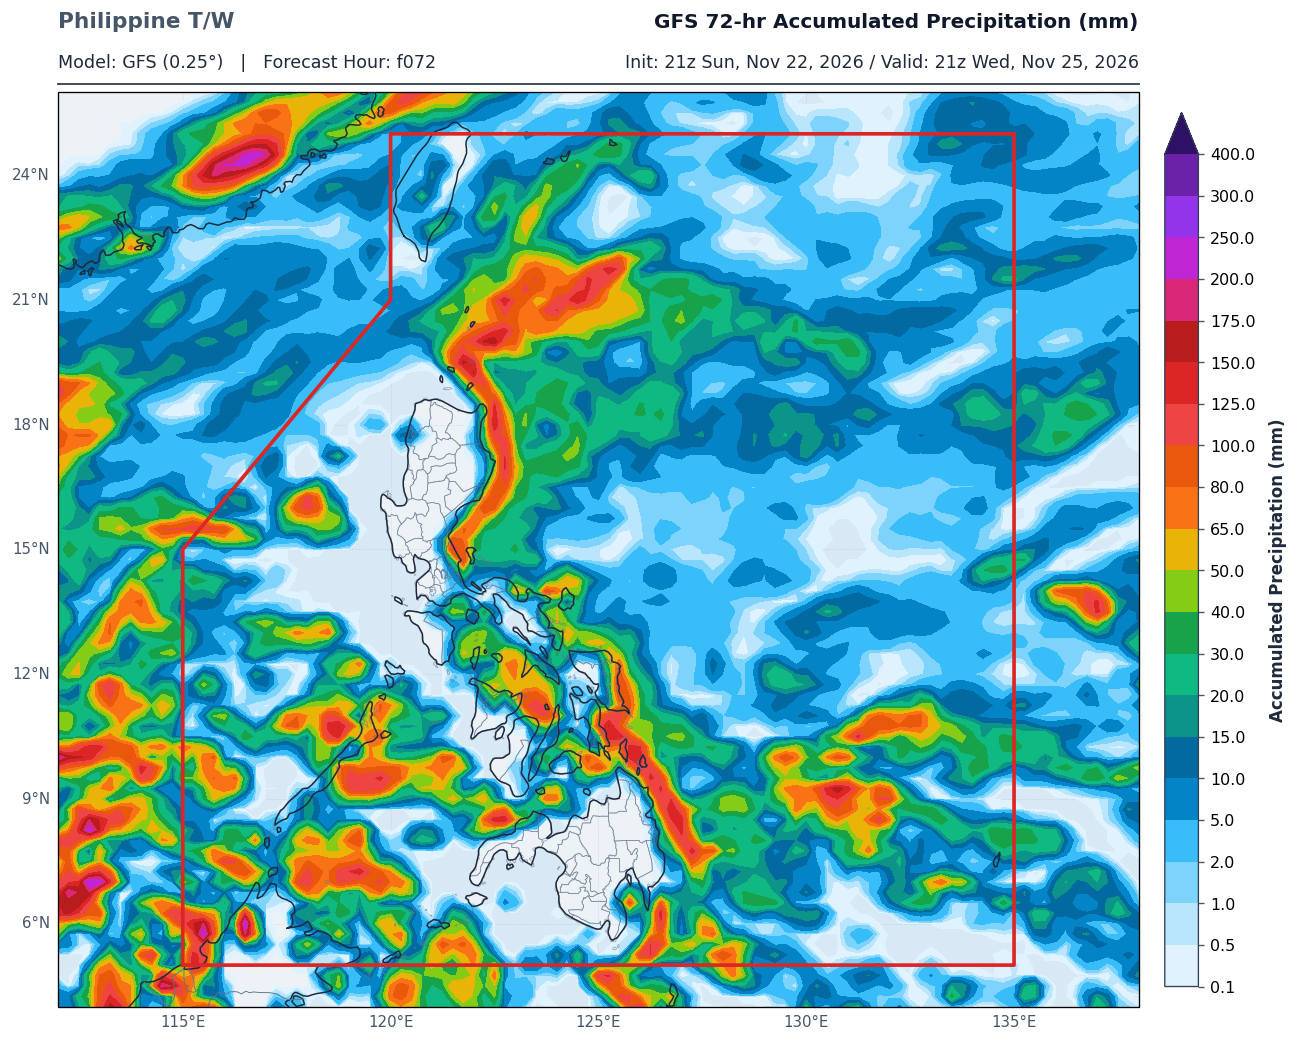 Philippine T/W
GFS 72-hr Accumulated Precipitation (mm)
Model: GFS (0.25°) | Forecast Hour: f072
Init: 21z Sun, Nov 22, 2026 / Valid: 21z Wed, Nov 25, 2026
24°N
21°N
18°N
15°N
12°N
9°N
6°N
115°E
120°E
125°E
130°E
135°E
400.0
300.0
250.0
200.0
175.0
150.0
125.0
100.0
80.0
65.0
50.0
40.0
30.0
20.0
15.0
10.0
5.0
2.0
1.0
0.5
0.1
Accumulated Precipitation (mm)